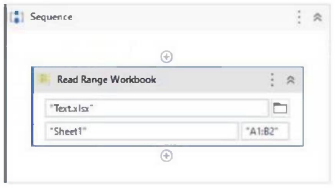 Sequence
Read Range Workbook
"Text.xlsx"
"Sheet1" "A1:B2"